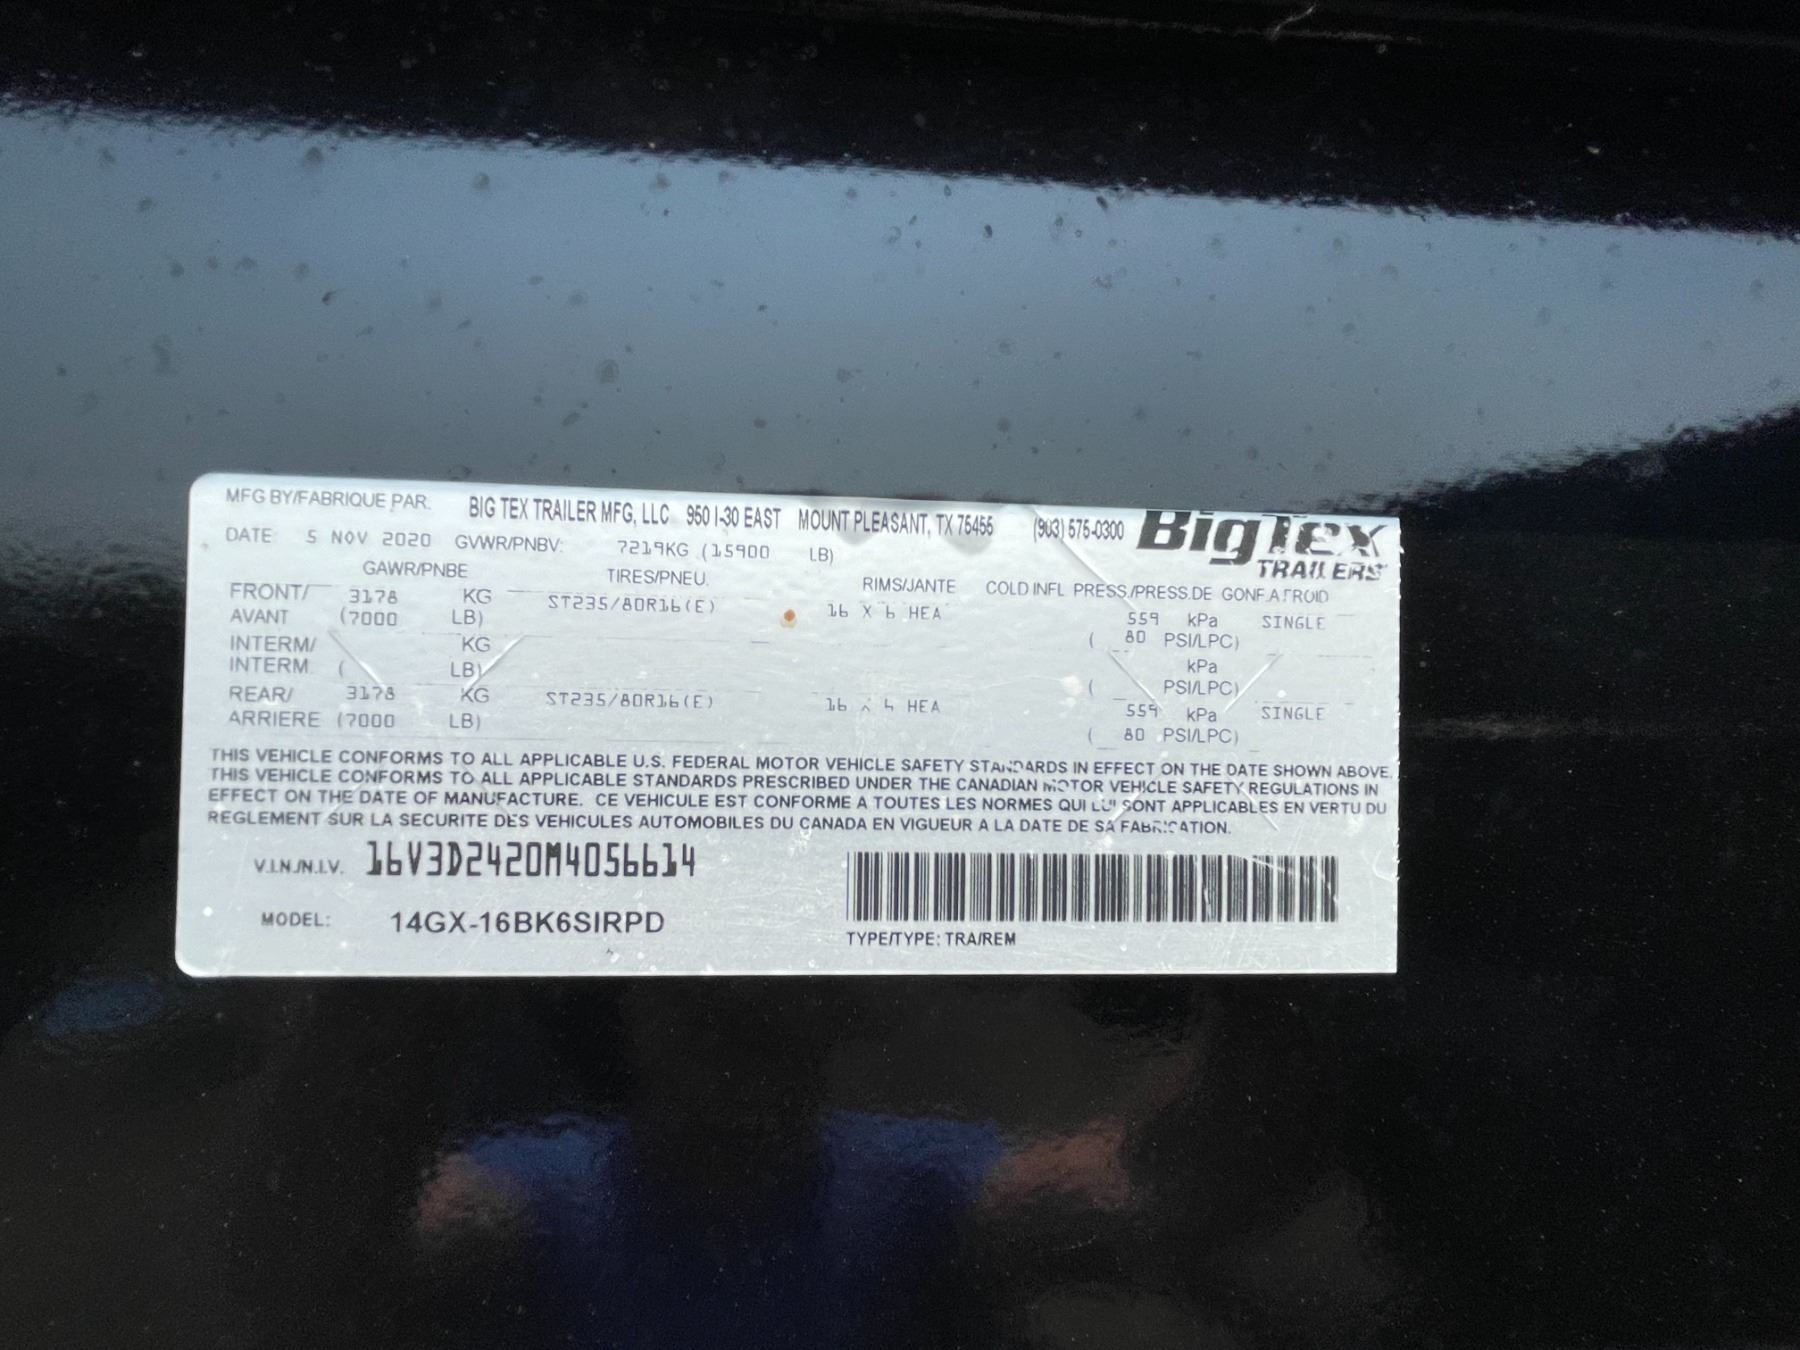 MFG BY/FABRIQUE PAR. BIG TEX TRAILER MFG, LLC 950 I-30 EAST MOUNT PLEASANT, TX 75455 (903) 575-0300 BigTex TRAILERS
DATE: 5 NOV 2020 GVWR/PNBV: 7219KG (15900 LB)
GAWR/PNBE TIRES/PNEU. RIMS/JANTE COLD INFL PRESS./PRESS.DE GONF.A FROID
FRONT/ 3178 KG ST235/80R16(E) 16 X 6 HEA 559 kPa SINGLE
AVANT (7000 LB) ( 80 PSI/LPC)
INTERM/ KG kPa
INTERM ( LB) ( PSI/LPC)
REAR/ 3178 KG ST235/80R16(E) 16 HEA 559 kPa SINGLE
ARRIERE (7000 LB) ( 80 PSI/LPC)
THIS VEHICLE CONFORMS TO ALL APPLICABLE U.S. FEDERAL MOTOR VEHICLE SAFETY STANDARDS IN EFFECT ON THE DATE SHOWN ABOVE.
THIS VEHICLE CONFORMS TO ALL APPLICABLE STANDARDS PRESCRIBED UNDER THE CANADIAN MOTOR VEHICLE SAFETY REGULATIONS IN
EFFECT ON THE DATE OF MANUFACTURE. CE VEHICULE EST CONFORME A TOUTES LES NORMES QUI LUI SONT APPLICABLES EN VERTU DU
REGLEMENT SUR LA SECURITE DES VEHICULES AUTOMOBILES DU CANADA EN VIGUEUR A LA DATE DE SA FABRICATION.
V.I.N./N.I.V. 16V3D2420M4056614
MODEL: 14GX-16BK6SIRPD
TYPE/TYPE: TRA/REM